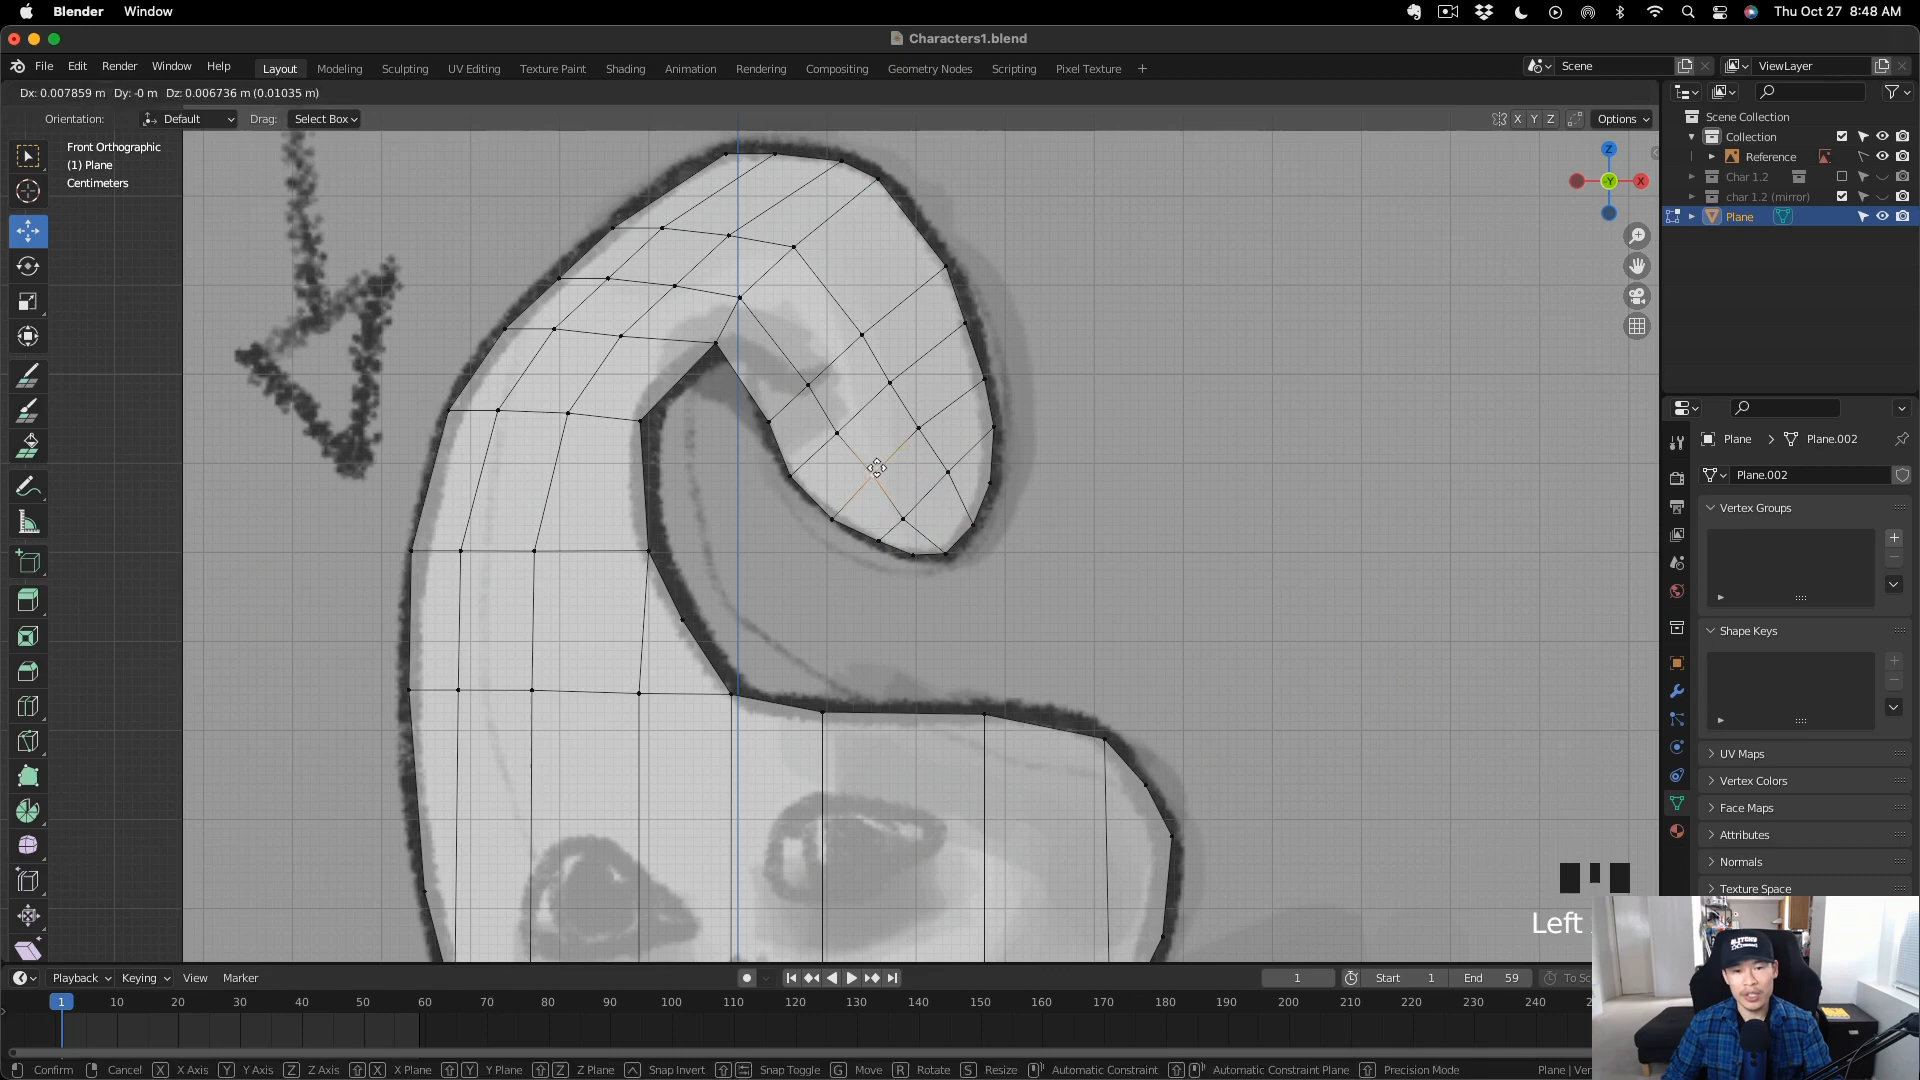 Blender Window Thu Oct 27 8:48 AM
Characters1.blend
File Edit Render Window Help Layout Modeling Sculpting UV Editing Texture Paint Shading Animation Rendering Compositing Geometry Nodes Scripting Pixel Texture + Scene ViewLayer
Dx: 0.007859 m Dy: -0 m Dz: 0.006736 m (0.01035 m)
Orientation: Default Drag: Select Box X Y Z Options
Front Orthographic
(1) Plane
Centimeters
Z
-Y X
Scene Collection
Collection
Reference
Char 1.2
char 1.2 (mirror)
Plane
Plane > Plane.002
Plane.002
Vertex Groups
Shape Keys
UV Maps
Vertex Colors
Face Maps
Attributes
Normals
Texture Space
Left
Playback Keying View Marker 1 Start 1 End 59
1 10 20 30 40 50 60 70 80 90 100 110 120 130 140 150 160 170 180 190 200 210 220 230 240
Confirm Cancel X X Axis Y Y Axis Z Z Axis X X Plane Y Y Plane Z Z Plane Snap Invert Snap Toggle G Move R Rotate S Resize Automatic Constraint Automatic Constraint Plane Precision Mode Plane | Ver